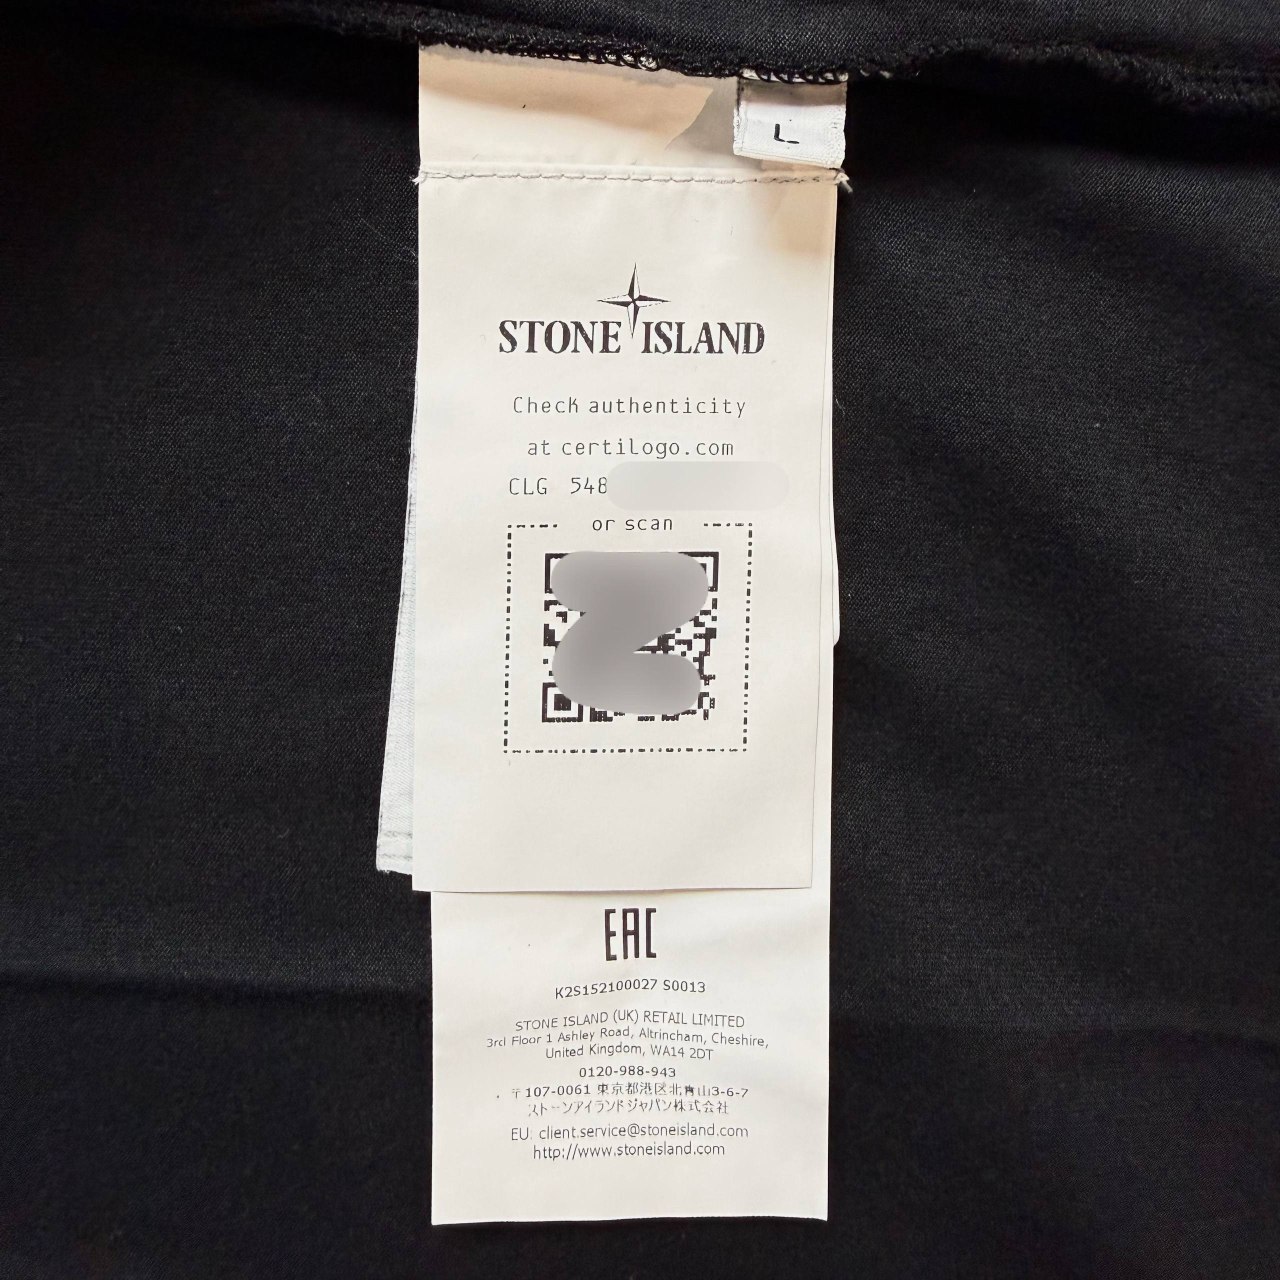 L
STONE ISLAND
Check authenticity
at certilogo.com
CLG 548
or scan
EAC
K2S152100027 S0013
STONE ISLAND (UK) RETAIL LIMITED
3rd Floor 1 Ashley Road, Altrincham, Cheshire,
United Kingdom, WA14 2DT
0120-988-943
〒107-0061 東京都港区北青山3-6-7
ストーンアイランドジャパン株式会社
EU: client.service@stoneisland.com
http://www.stoneisland.com